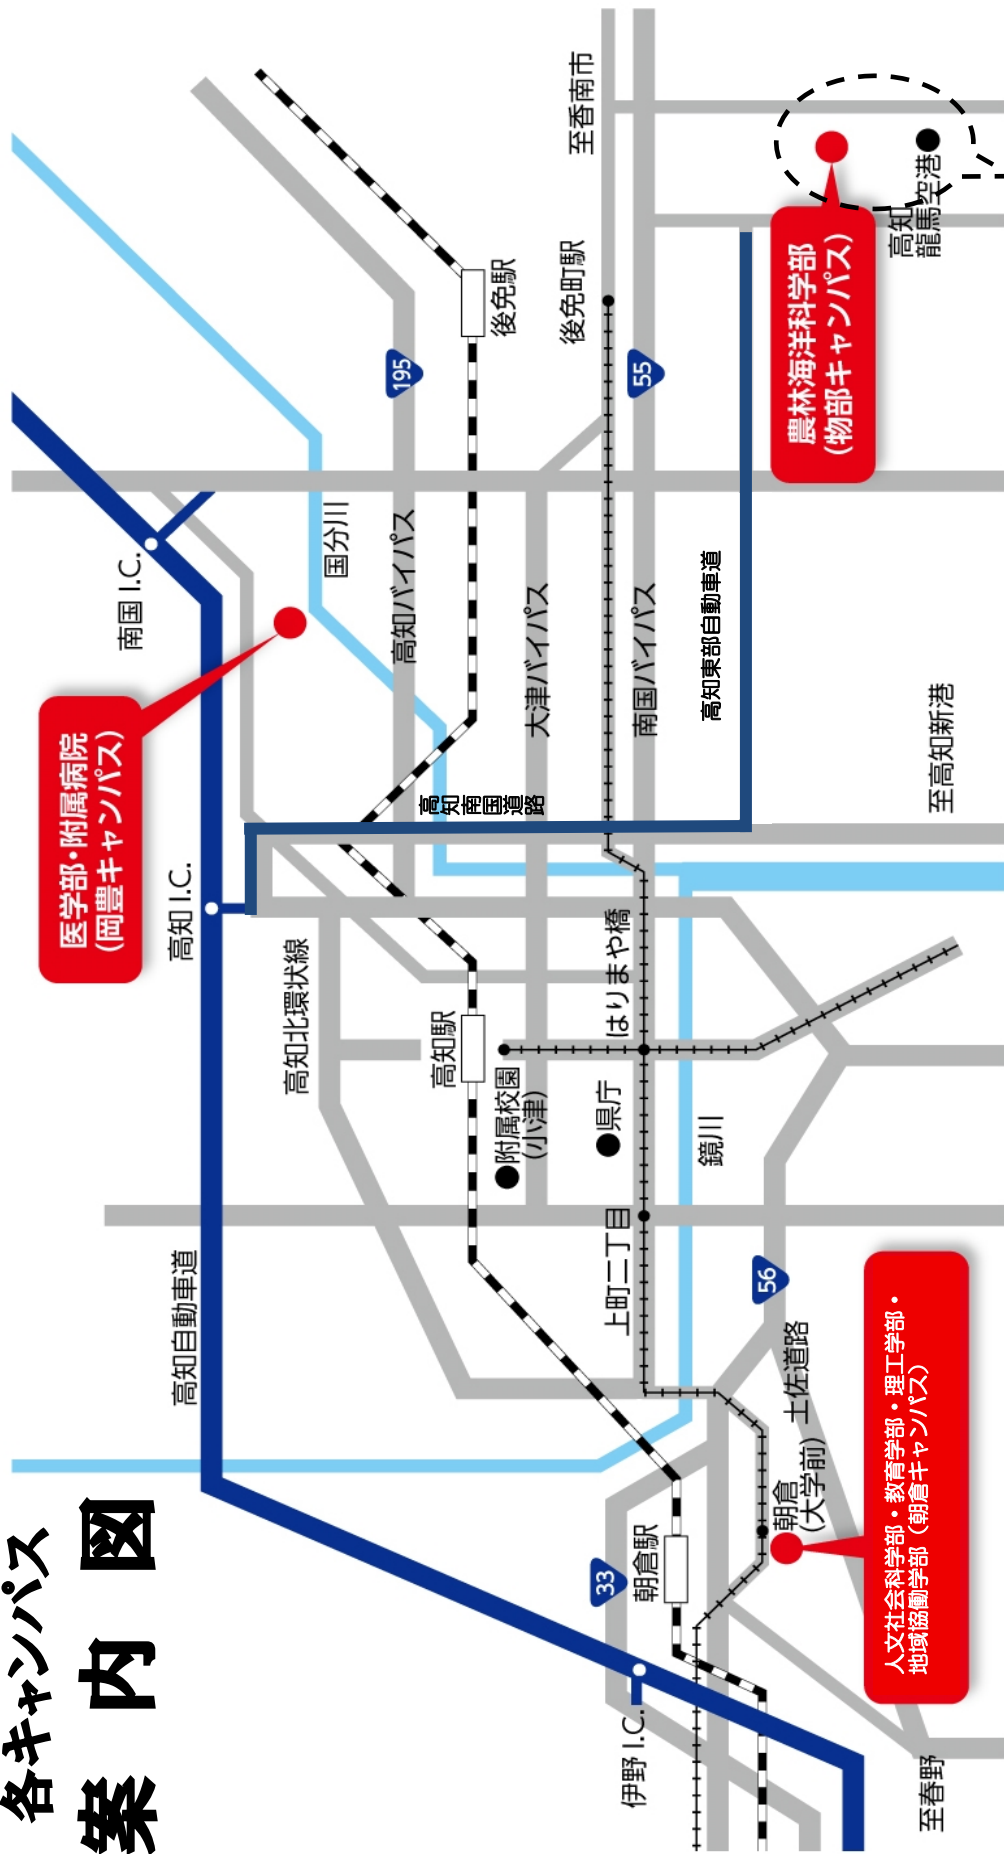 各キャンパス
案内図
高知自動車道
伊野 I.C.
高知 I.C.
南国 I.C.
医学部・附属病院
(岡豊キャンパス)
高知北環状線
国分川
195
高知バイパス
高知駅
後免駅
高知南国道路
附属校園
(小津)
大津バイパス
県庁
はりまや橋
上町二丁目
後免町駅
至香南市
33
朝倉駅
55
南国バイパス
鏡川
高知東部自動車道
56
土佐道路
朝倉
(大学前)
農林海洋科学部
(物部キャンパス)
高知
龍馬空港
人文社会科学部・教育学部・理工学部・
地域協働学部（朝倉キャンパス）
至春野
至高知新港